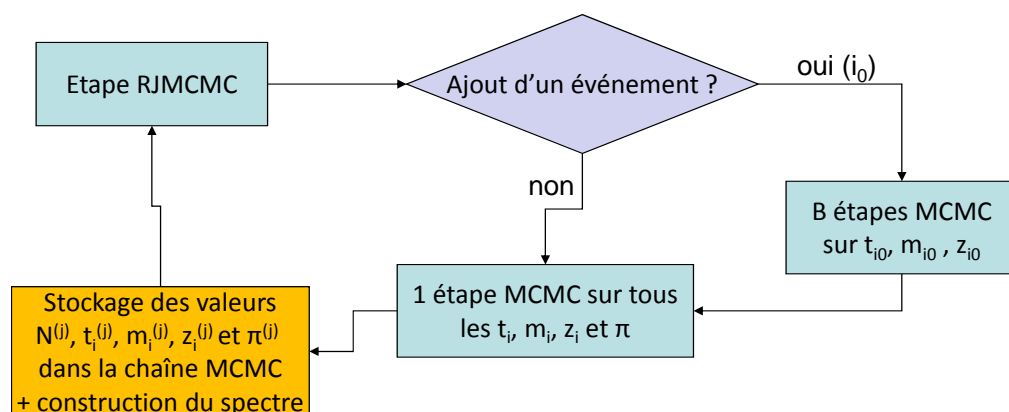 Etape RJMCMC
Ajout d'un événement ?
oui (i₀)
non
B étapes MCMC
sur tᵢ₀, mᵢ₀ , zᵢ₀
1 étape MCMC sur tous
les tᵢ, mᵢ, zᵢ et π
Stockage des valeurs
N⁽ʲ⁾, tᵢ⁽ʲ⁾, mᵢ⁽ʲ⁾, zᵢ⁽ʲ⁾ et π⁽ʲ⁾
dans la chaîne MCMC
+ construction du spectre